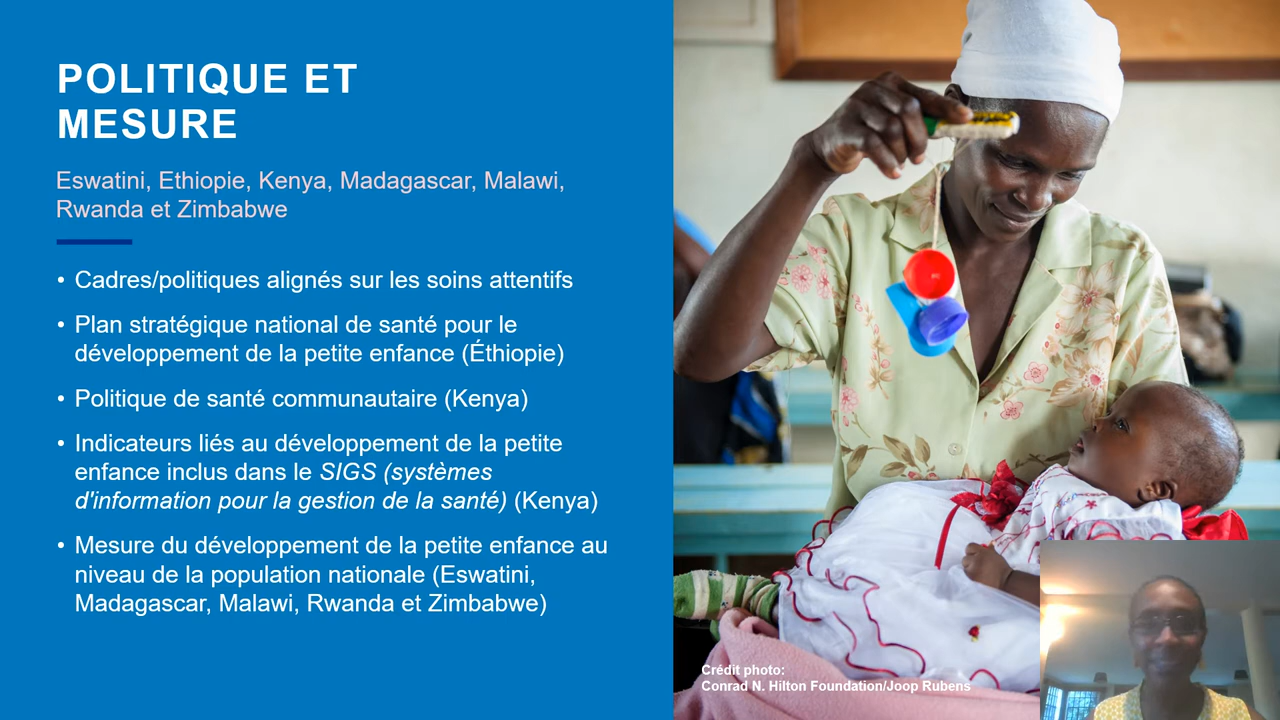 POLITIQUE ET
MESURE
Eswatini, Ethiopie, Kenya, Madagascar, Malawi,
Rwanda et Zimbabwe
• Cadres/politiques alignés sur les soins attentifs
• Plan stratégique national de santé pour le
développement de la petite enfance (Éthiopie)
• Politique de santé communautaire (Kenya)
• Indicateurs liés au développement de la petite
enfance inclus dans le SIGS (systèmes
d'information pour la gestion de la santé) (Kenya)
• Mesure du développement de la petite enfance au
niveau de la population nationale (Eswatini,
Madagascar, Malawi, Rwanda et Zimbabwe)
Crédit photo:
Conrad N. Hilton Foundation/Joop Rubens